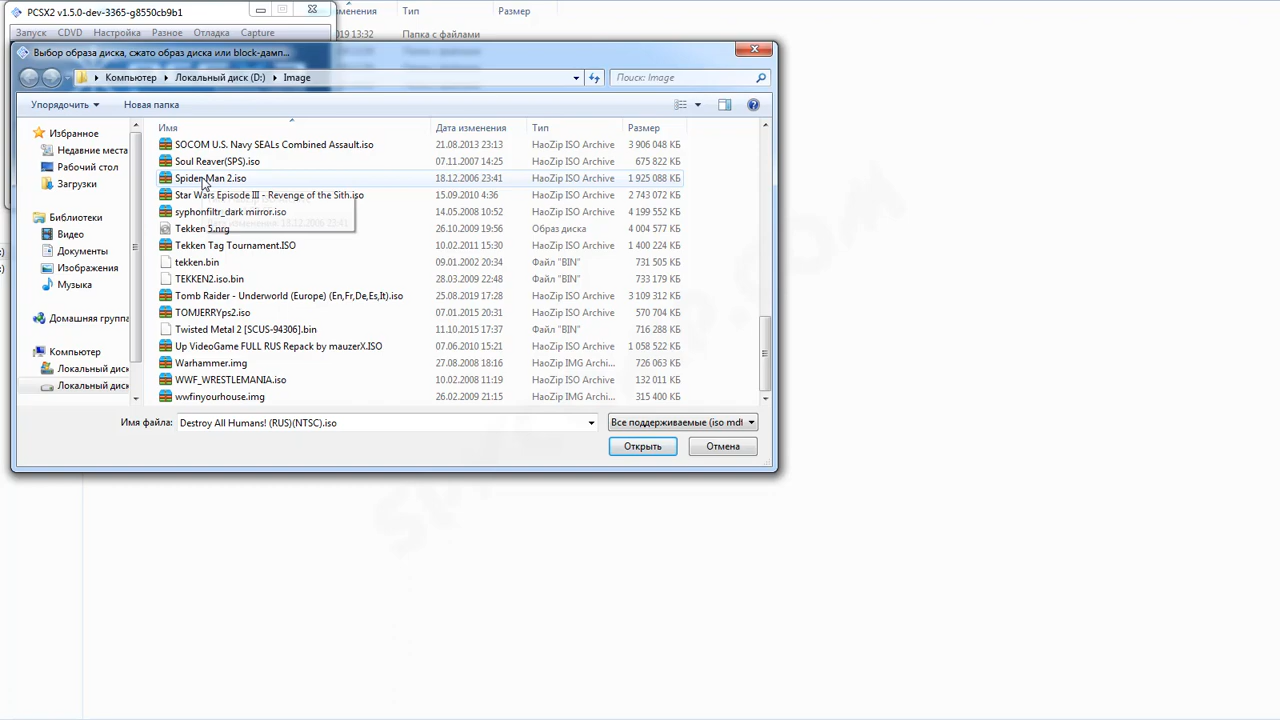 PCSX2 v1.5.0-dev-3365-g8550cb9b1
Запуск CDVD Настройка Разное Отладка Capture
Тип Размер
Папка с файлами
Выбор образа диска, сжато образ диска или block-дамп...
Компьютер Локальный диск (D:) Image
Поиск: Image
Упорядочить Новая папка
Имя Дата изменения Тип Размер
Избранное
Недавние места
Рабочий стол
Загрузки
Библиотеки
Видео
Документы
Изображения
Музыка
Домашняя группа
Компьютер
Локальный диск
Локальный диск
SOCOM U.S. Navy SEALs Combined Assault.iso 21.08.2013 23:13 HaoZip ISO Archive 3 906 048 КБ
Soul Reaver(SPS).iso 07.11.2007 14:25 HaoZip ISO Archive 675 822 КБ
Spider-Man 2.iso 18.12.2006 23:41 HaoZip ISO Archive 1 925 088 КБ
Star Wars Episode III - Revenge of the Sith.iso 15.09.2010 4:36 HaoZip ISO Archive 2 743 072 КБ
syphonfiltr_dark mirror.iso 14.05.2008 10:52 HaoZip ISO Archive 4 199 552 КБ
Tekken 5.nrg 26.10.2009 19:56 Образ диска 4 004 577 КБ
Tekken Tag Tournament.ISO 10.02.2011 15:30 HaoZip ISO Archive 1 400 224 КБ
tekken.bin 09.01.2002 20:34 Файл "BIN" 731 505 КБ
TEKKEN2.iso.bin 28.03.2009 22:48 Файл "BIN" 733 179 КБ
Tomb Raider - Underworld (Europe) (En,Fr,De,Es,It).iso 25.08.2019 17:28 HaoZip ISO Archive 3 109 312 КБ
TOMJERRYps2.iso 07.01.2015 20:31 HaoZip ISO Archive 570 704 КБ
Twisted Metal 2 [SCUS-94306].bin 11.10.2015 17:37 Файл "BIN" 716 288 КБ
Up VideoGame FULL RUS Repack by mauzerX.ISO 07.06.2010 15:21 HaoZip ISO Archive 1 058 522 КБ
Warhammer.img 27.08.2008 18:16 HaoZip IMG Archi... 726 063 КБ
WWF_WRESTLEMANIA.iso 10.02.2008 11:19 HaoZip ISO Archive 132 011 КБ
wwfinyourhouse.img 26.02.2009 21:15 HaoZip IMG Archi... 315 400 КБ
Имя файла: Destroy All Humans! (RUS)(NTSC).iso Все поддерживаемые (iso mdf
Открыть Отмена